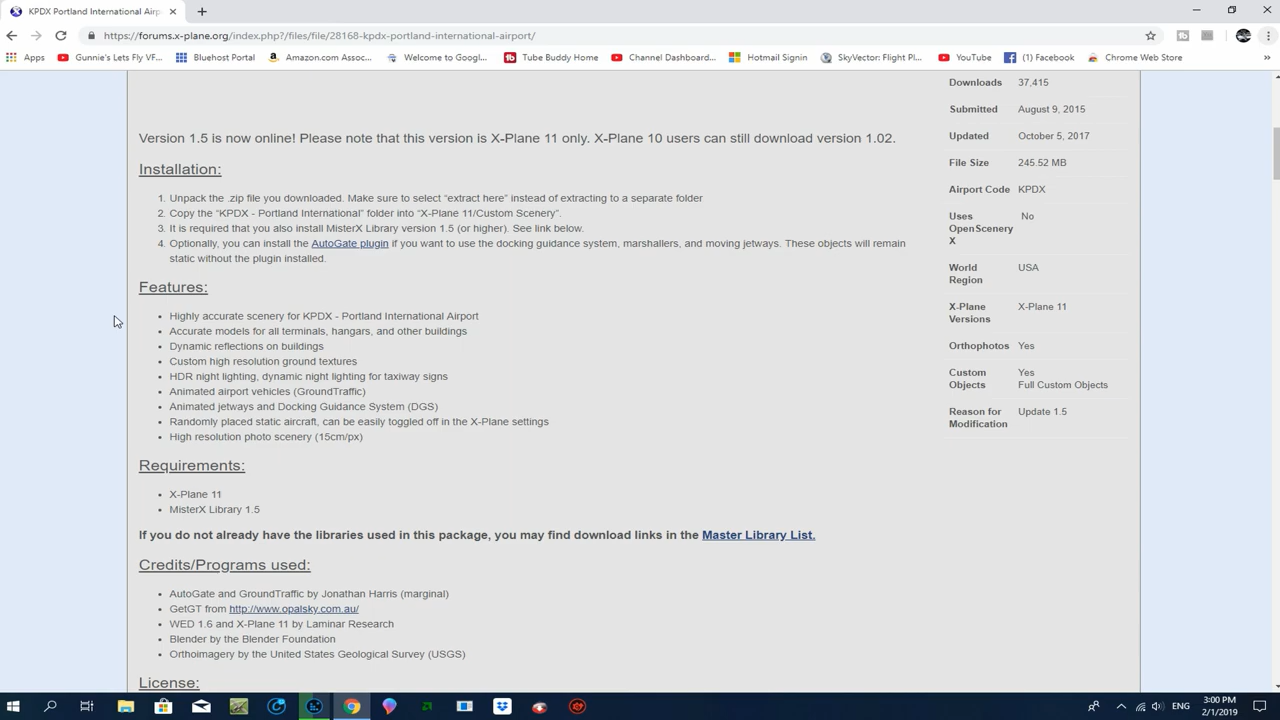 KPDX Portland International Airp
https://forums.x-plane.org/index.php?/files/file/28168-kpdx-portland-international-airport/
Apps Gunnie's Lets Fly VF... Bluehost Portal Amazon.com Assoc... Welcome to Googl... Tube Buddy Home Channel Dashboard... Hotmail Signin SkyVector: Flight Pl... YouTube (1) Facebook Chrome Web Store »
Version 1.5 is now online! Please note that this version is X-Plane 11 only. X-Plane 10 users can still download version 1.02.
Installation:
1. Unpack the .zip file you downloaded. Make sure to select “extract here” instead of extracting to a separate folder
2. Copy the “KPDX - Portland International” folder into “X-Plane 11/Custom Scenery”.
3. It is required that you also install MisterX Library version 1.5 (or higher). See link below.
4. Optionally, you can install the AutoGate plugin if you want to use the docking guidance system, marshallers, and moving jetways. These objects will remain
static without the plugin installed.
Features:
• Highly accurate scenery for KPDX - Portland International Airport
• Accurate models for all terminals, hangars, and other buildings
• Dynamic reflections on buildings
• Custom high resolution ground textures
• HDR night lighting, dynamic night lighting for taxiway signs
• Animated airport vehicles (GroundTraffic)
• Animated jetways and Docking Guidance System (DGS)
• Randomly placed static aircraft, can be easily toggled off in the X-Plane settings
• High resolution photo scenery (15cm/px)
Requirements:
• X-Plane 11
• MisterX Library 1.5
If you do not already have the libraries used in this package, you may find download links in the Master Library List.
Credits/Programs used:
• AutoGate and GroundTraffic by Jonathan Harris (marginal)
• GetGT from http://www.opalsky.com.au/
• WED 1.6 and X-Plane 11 by Laminar Research
• Blender by the Blender Foundation
• Orthoimagery by the United States Geological Survey (USGS)
License:
Downloads 37,415
Submitted August 9, 2015
Updated October 5, 2017
File Size 245.52 MB
Airport Code KPDX
Uses No
OpenScenery
X
World USA
Region
X-Plane X-Plane 11
Versions
Orthophotos Yes
Custom Yes
Objects Full Custom Objects
Reason for Update 1.5
Modification
ENG
3:00 PM
2/1/2019